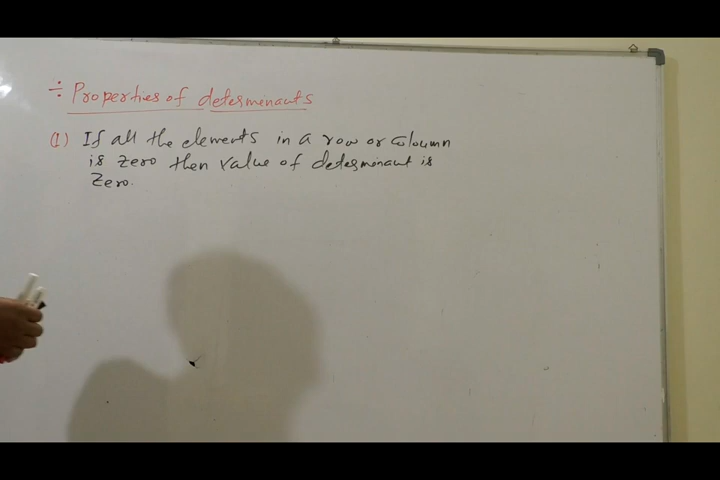 ÷ Properties of determinants
(1) If all the elements in a row or coloumn
is zero then value of determinant is
Zero.